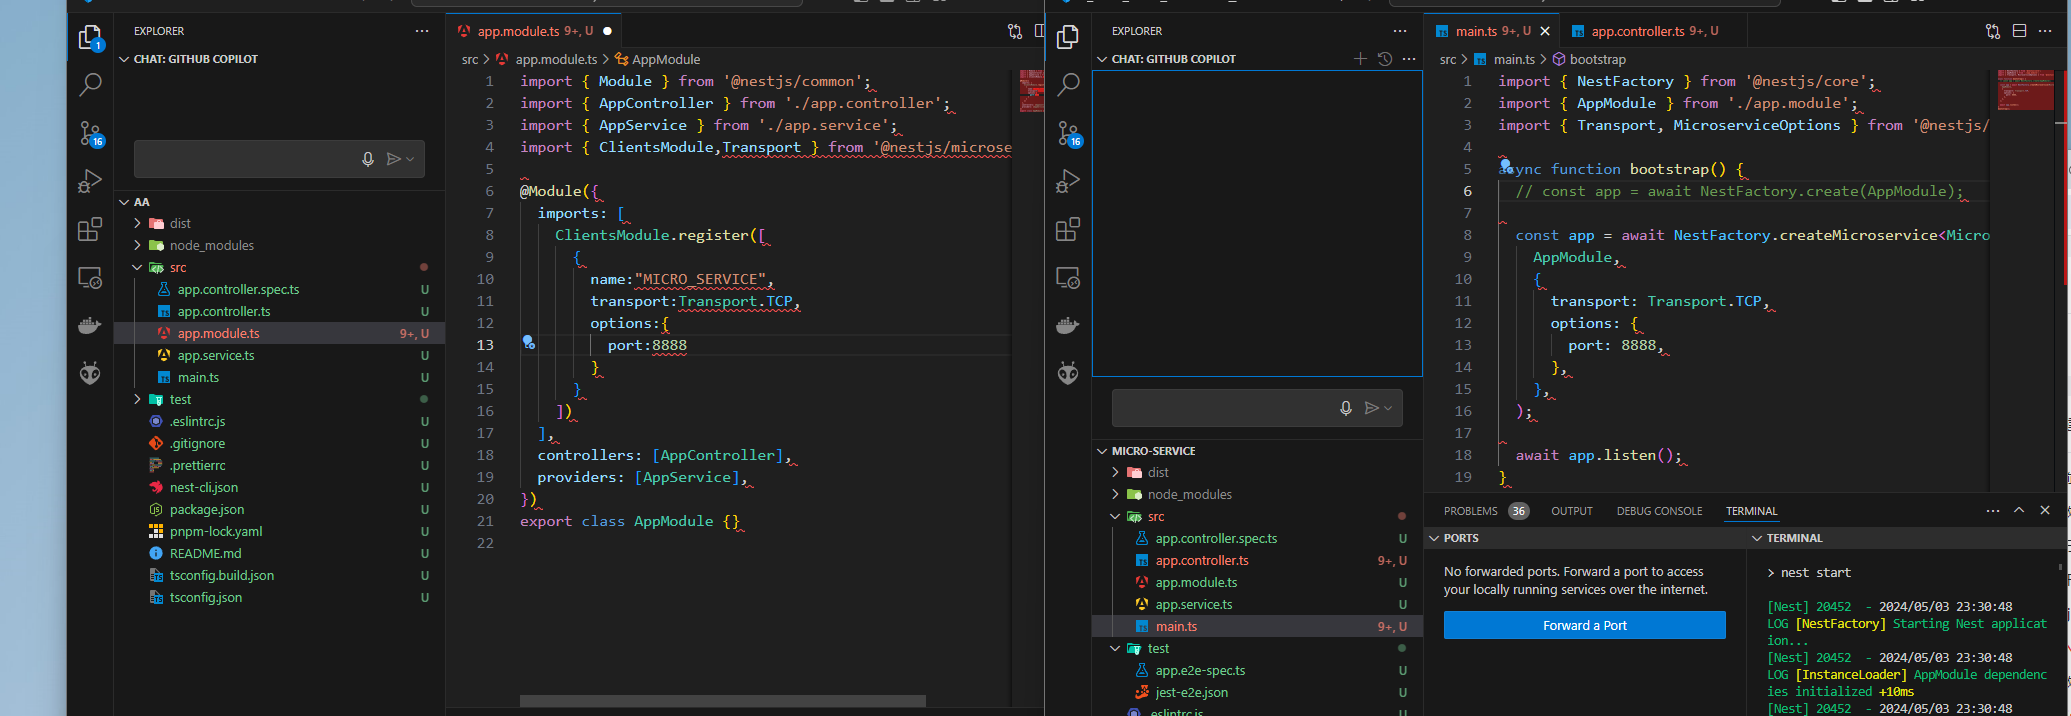 EXPLORER
CHAT: GITHUB COPILOT
AA
dist
node_modules
src
app.controller.spec.ts U
app.controller.ts U
app.module.ts 9+, U
app.service.ts U
main.ts U
test
.eslintrc.js U
.gitignore U
.prettierrc U
nest-cli.json U
package.json U
pnpm-lock.yaml U
README.md U
tsconfig.build.json U
tsconfig.json U
1
16
app.module.ts 9+, U
src > app.module.ts > AppModule
1 import { Module } from '@nestjs/common';
2 import { AppController } from './app.controller';
3 import { AppService } from './app.service';
4 import { ClientsModule,Transport } from '@nestjs/microse
5
6 @Module({
7 imports: [
8 ClientsModule.register([
9 {
10 name:"MICRO_SERVICE",
11 transport:Transport.TCP,
12 options:{
13 port:8888
14 }
15 }
16 ])
17 ],
18 controllers: [AppController],
19 providers: [AppService],
20 })
21 export class AppModule {}
22
EXPLORER
CHAT: GITHUB COPILOT
16
MICRO-SERVICE
dist
node_modules
src
app.controller.spec.ts U
app.controller.ts 9+, U
app.module.ts U
app.service.ts U
main.ts 9+, U
test
app.e2e-spec.ts U
jest-e2e.json U
.eslintrc.js U
main.ts 9+, U
app.controller.ts 9+, U
src > main.ts > bootstrap
1 import { NestFactory } from '@nestjs/core';
2 import { AppModule } from './app.module';
3 import { Transport, MicroserviceOptions } from '@nestjs/
4
5 async function bootstrap() {
6 // const app = await NestFactory.create(AppModule);
7
8 const app = await NestFactory.createMicroservice<Micro
9 AppModule,
10 {
11 transport: Transport.TCP,
12 options: {
13 port: 8888,
14 },
15 },
16 );
17
18 await app.listen();
19 }
PROBLEMS 36 OUTPUT DEBUG CONSOLE TERMINAL
PORTS
No forwarded ports. Forward a port to access
your locally running services over the internet.
Forward a Port
TERMINAL
> nest start
[Nest] 20452 - 2024/05/03 23:30:48
LOG [NestFactory] Starting Nest applicat
ion...
[Nest] 20452 - 2024/05/03 23:30:48
LOG [InstanceLoader] AppModule dependenc
ies initialized +10ms
[Nest] 20452 - 2024/05/03 23:30:48